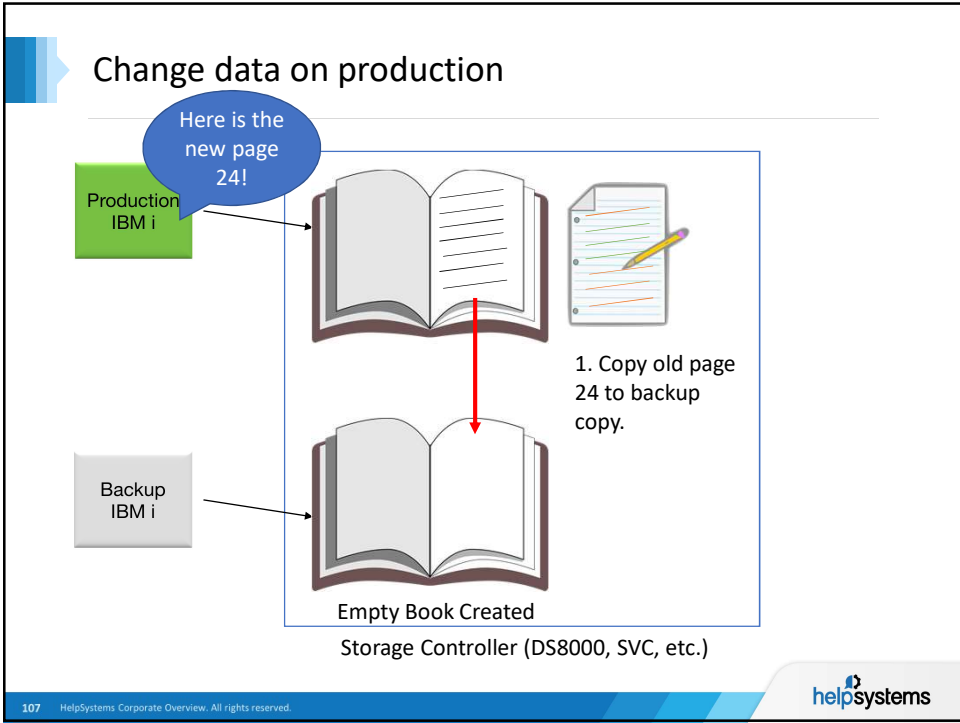 Change data on production
Here is the
new page
24!
Production
IBM i
1. Copy old page
24 to backup
copy.
Backup
IBM i
Empty Book Created
Storage Controller (DS8000, SVC, etc.)
107 HelpSystems Corporate Overview. All rights reserved.
helpsystems